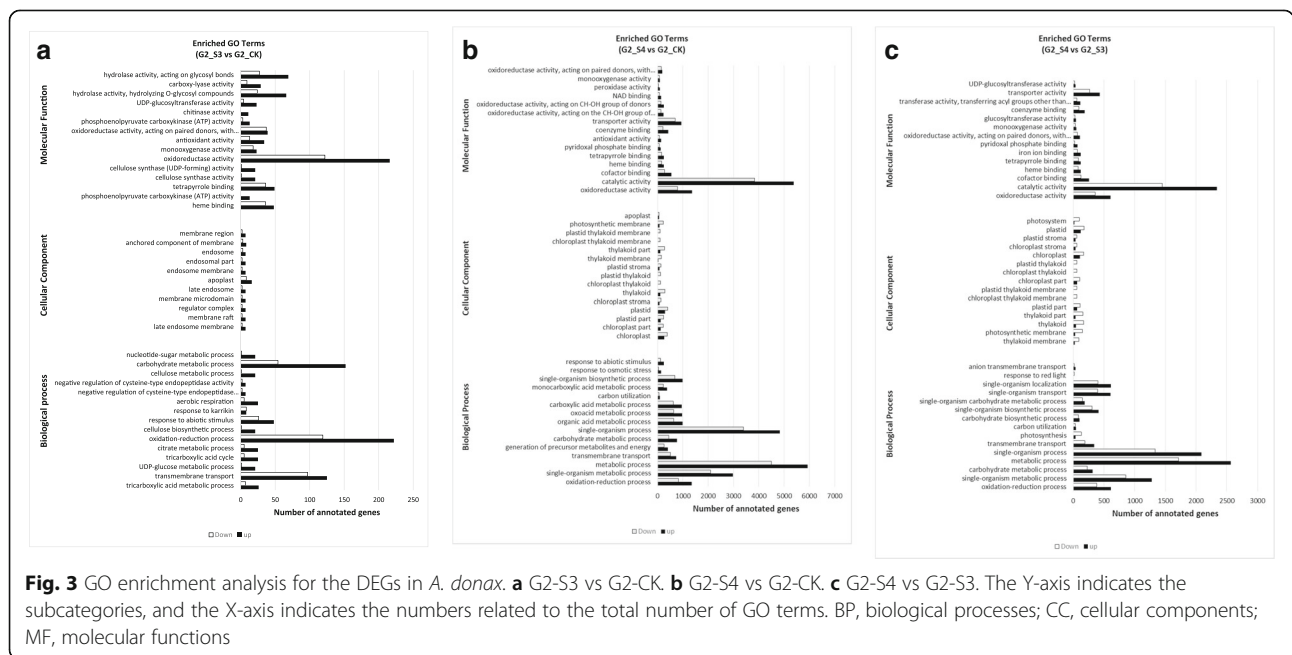 a
Enriched GO Terms
(G2_S3 vs G2_CK)
Molecular Function
hydrolase activity, acting on glycosyl bonds
carboxy-lyase activity
hydrolase activity, hydrolyzing O-glycosyl compounds
UDP-glucosyltransferase activity
chitinase activity
phosphoenolpyruvate carboxykinase (ATP) activity
oxidoreductase activity, acting on paired donors, with...
antioxidant activity
monooxygenase activity
oxidoreductase activity
cellulose synthase (UDP-forming) activity
cellulose synthase activity
tetrapyrrole binding
phosphoenolpyruvate carboxykinase (ATP) activity
heme binding
Cellular Component
membrane region
anchored component of membrane
endosome
endosomal part
endosome membrane
apoplast
late endosome
membrane microdomain
regulator complex
membrane raft
late endosome membrane
Biological process
nucleotide-sugar metabolic process
carbohydrate metabolic process
cellulose metabolic process
negative regulation of cysteine-type endopeptidase activity
negative regulation of cysteine-type endopeptidase...
aerobic respiration
response to karrikin
response to abiotic stimulus
cellulose biosynthetic process
oxidation-reduction process
citrate metabolic process
tricarboxylic acid cycle
UDP-glucose metabolic process
transmembrane transport
tricarboxylic acid metabolic process
0 50 100 150 200 250
Number of annotated genes
Down up
b
Enriched GO Terms
(G2_S4 vs G2_CK)
Molecular Function
oxidoreductase activity, acting on paired donors, with...
monooxygenase activity
peroxidase activity
NAD binding
oxidoreductase activity, acting on CH-OH group of donors
oxidoreductase activity, acting on the CH-OH group of...
transporter activity
coenzyme binding
antioxidant activity
pyridoxal phosphate binding
tetrapyrrole binding
heme binding
cofactor binding
catalytic activity
oxidoreductase activity
Cellular Component
apoplast
photosynthetic membrane
plastid thylakoid membrane
chloroplast thylakoid membrane
thylakoid part
thylakoid membrane
plastid stroma
plastid thylakoid
chloroplast thylakoid
thylakoid
chloroplast stroma
plastid
plastid part
chloroplast part
chloroplast
Biological Process
response to abiotic stimulus
response to osmotic stress
single-organism biosynthetic process
monocarboxylic acid metabolic process
carbon utilization
carboxylic acid metabolic process
oxoacid metabolic process
organic acid metabolic process
single-organism process
carbohydrate metabolic process
generation of precursor metabolites and energy
transmembrane transport
metabolic process
single-organism metabolic process
oxidation-reduction process
0 1000 2000 3000 4000 5000 6000 7000
Number of annotated genes
Down up
c
Enriched GO Terms
(G2_S4 vs G2_S3)
Molecular Function
UDP-glucosyltransferase activity
transporter activity
transferase activity, transferring acyl groups other than...
coenzyme binding
glucosyltransferase activity
monooxygenase activity
oxidoreductase activity, acting on paired donors, with...
pyridoxal phosphate binding
iron ion binding
tetrapyrrole binding
heme binding
cofactor binding
catalytic activity
oxidoreductase activity
Cellular Component
photosystem
plastid
plastid stroma
chloroplast stroma
chloroplast
plastid thylakoid
chloroplast thylakoid
chloroplast part
plastid thylakoid membrane
chloroplast thylakoid membrane
plastid part
thylakoid part
thylakoid
photosynthetic membrane
thylakoid membrane
Biological Process
anion transmembrane transport
response to red light
single-organism localization
single-organism transport
single-organism carbohydrate metabolic process
single-organism biosynthetic process
carbohydrate biosynthetic process
carbon utilization
photosynthesis
transmembrane transport
single-organism process
metabolic process
carbohydrate metabolic process
single-organism metabolic process
oxidation-reduction process
0 500 1000 1500 2000 2500 3000
Number of annotated genes
Down up
Fig. 3 GO enrichment analysis for the DEGs in A. donax. a G2-S3 vs G2-CK. b G2-S4 vs G2-CK. c G2-S4 vs G2-S3. The Y-axis indicates the
subcategories, and the X-axis indicates the numbers related to the total number of GO terms. BP, biological processes; CC, cellular components;
MF, molecular functions